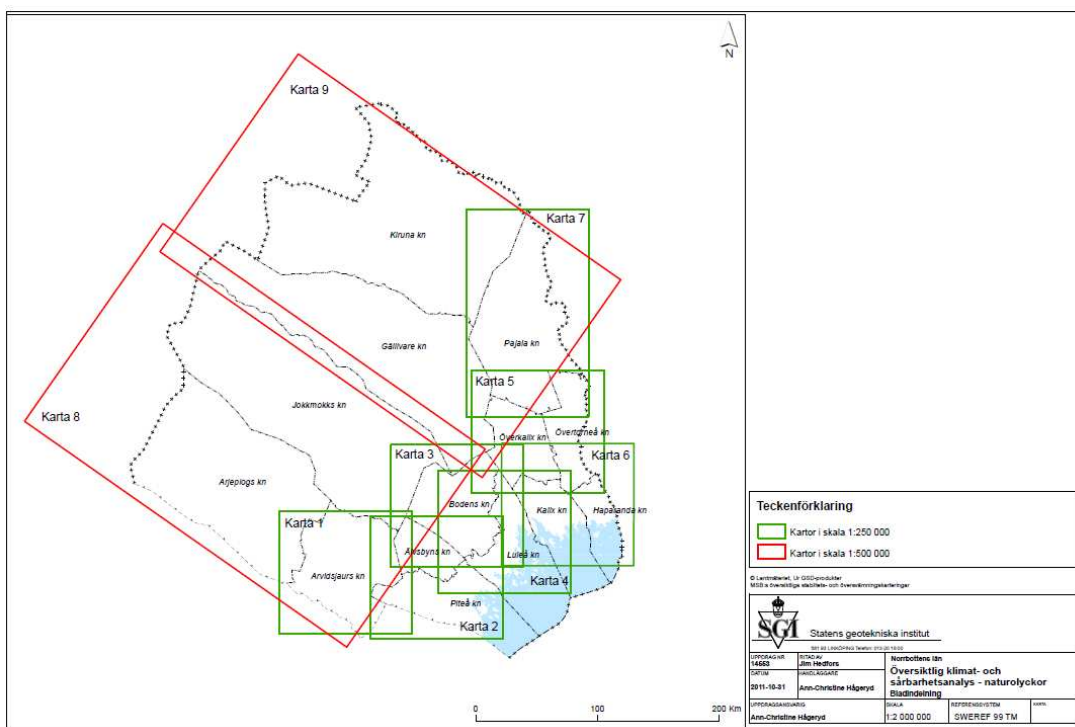 N
Karta 9
Karta 7
Kiruna kn
Pajala kn
Gällivare kn
Karta 5
Jokkmokks kn
Karta 8
Överkalix kn
Övertorneå kn
Karta 3
Karta 6
Arjeplogs kn
Bodens kn
Kalix kn
Haparanda kn
Karta 1
Älvsbyns kn
Luleå kn
Arvidsjaurs kn
Karta 4
Piteå kn
Karta 2
0 100 200 Km
Teckenförklaring
Kartor i skala 1:250 000
Kartor i skala 1:500 000
© Lantmäteriet, Ur GSD-produkter
MSB:s översiktliga stabilitets- och översvämningskarteringar
SGI
Statens geotekniska institut
UPPDRAG NR
14653
RITAD AV
Jim Hedfors
DATUM
2011-10-31
HANDLÄGGARE
Ann-Christine Hågeryd
Norrbottens län
Översiktlig klimat- och
sårbarhetsanalys - naturolyckor
Bladindelning
UPPDRAGSANSVARIG
Ann-Christine Hågeryd
SKALA
1:2 000 000
REFERENSSYSTEM
SWEREF 99 TM